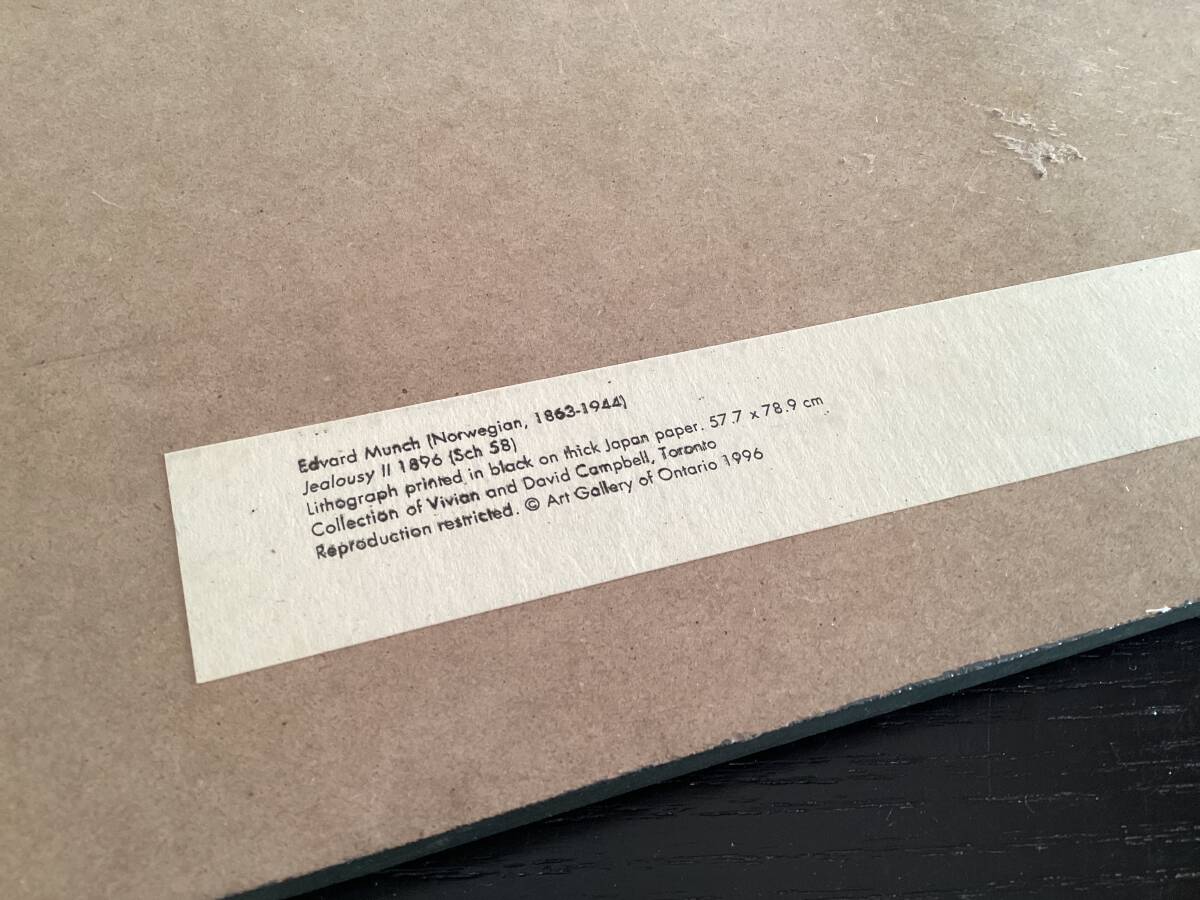 Edvard Munch (Norwegian, 1863-1944)
Jealousy II 1896 (Sch 58)
Lithograph printed in black on thick Japan paper. 57.7 x 78.9 cm
Collection of Vivian and David Campbell, Toronto
Reproduction restricted. © Art Gallery of Ontario 1996